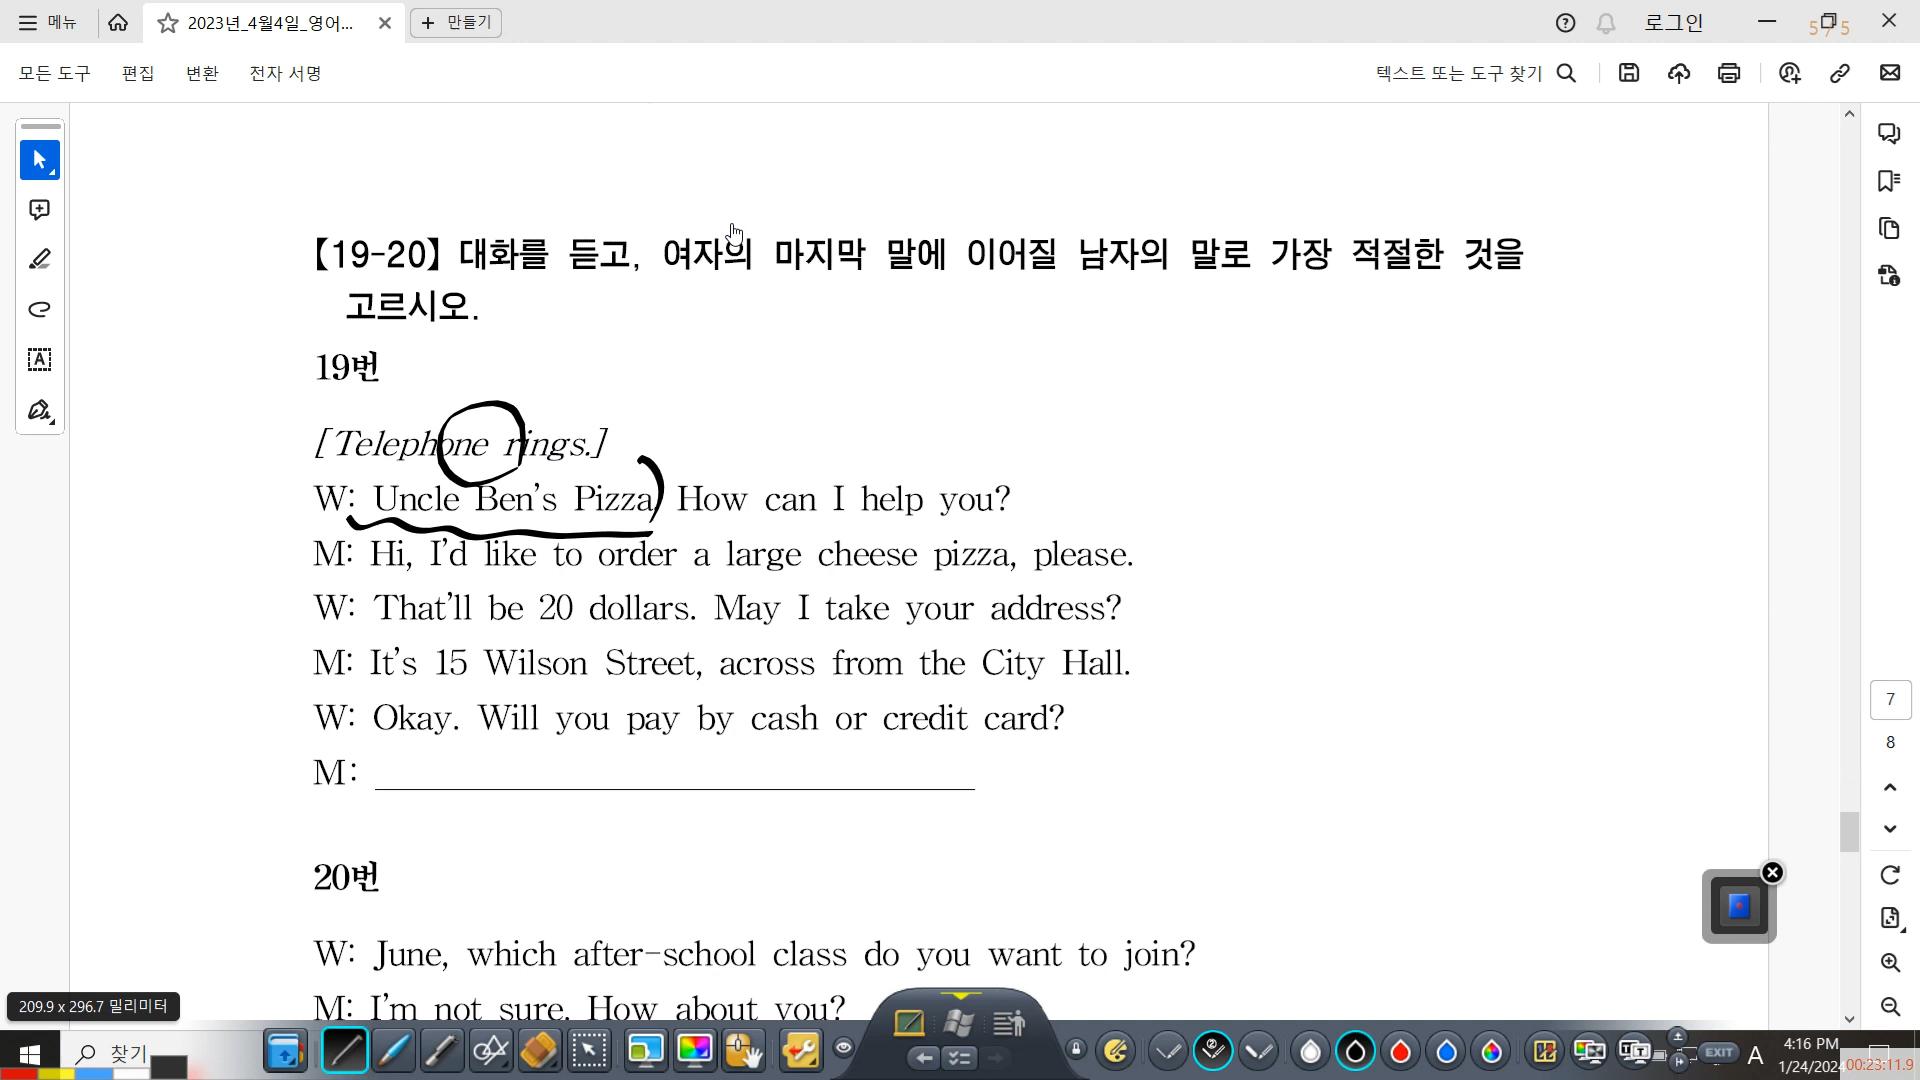 메뉴
2023년_4월4일_영어...
만들기
로그인
모든 도구
편집
변환
전자 서명
텍스트 또는 도구 찾기
【19-20】 대화를 듣고, 여자의 마지막 말에 이어질 남자의 말로 가장 적절한 것을
고르시오.
19번
[Telephone rings.]
W: Uncle Ben's Pizza. How can I help you?
M: Hi, I'd like to order a large cheese pizza, please.
W: That'll be 20 dollars. May I take your address?
M: It's 15 Wilson Street, across from the City Hall.
W: Okay. Will you pay by cash or credit card?
M:
20번
W: June, which after-school class do you want to join?
M: I'm not sure. How about you?
7
8
209.9 x 296.7 밀리미터
찾기
EXIT
A
4:16 PM
1/24/2024
00:23:11.9